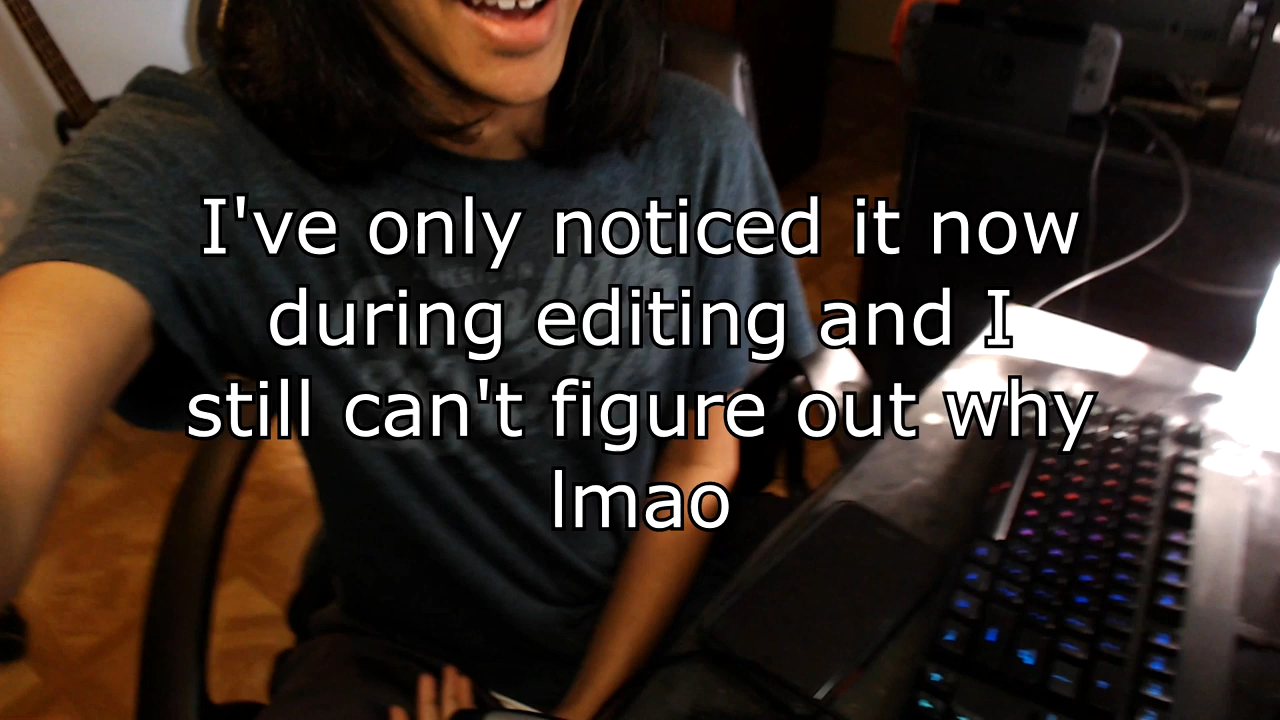 I've only noticed it now
during editing and I
still can't figure out why
lmao